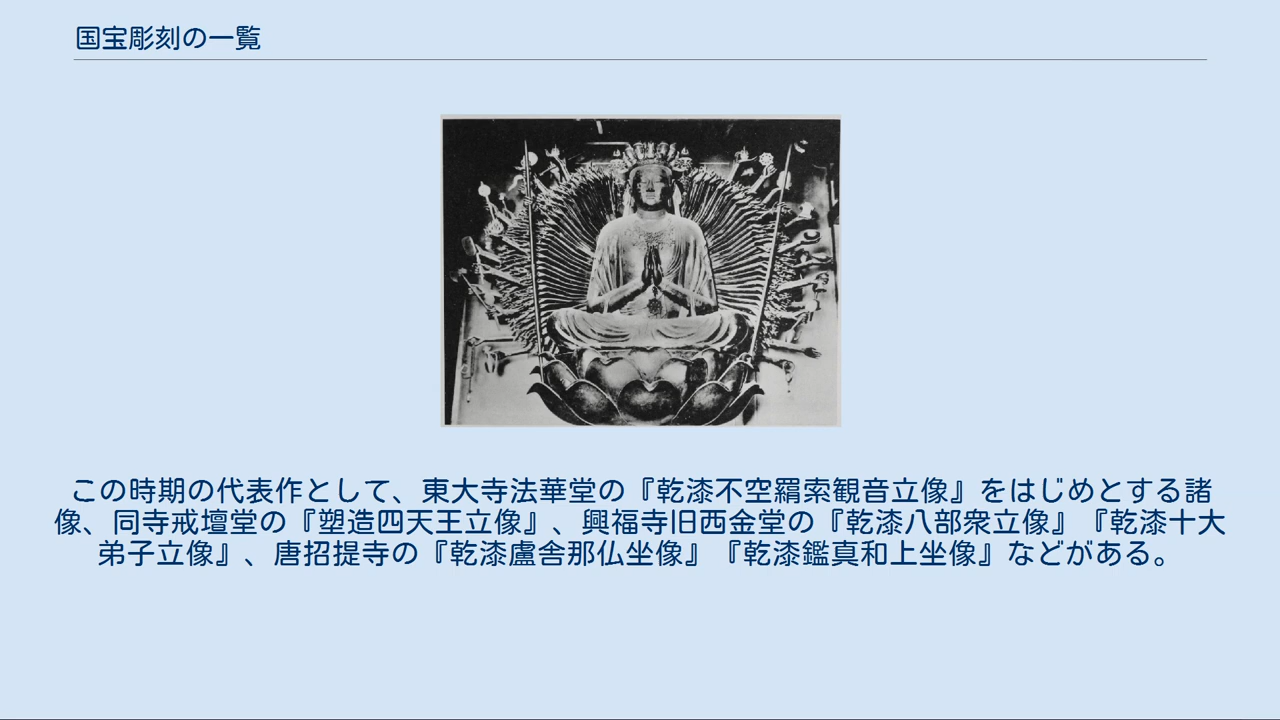 国宝彫刻の一覧
この時期の代表作として、東大寺法華堂の『乾漆不空羂索観音立像』をはじめとする諸
像、同寺戒壇堂の『塑造四天王立像』、興福寺旧西金堂の『乾漆八部衆立像』『乾漆十大
弟子立像』、唐招提寺の『乾漆盧舎那仏坐像』『乾漆鑑真和上坐像』などがある。